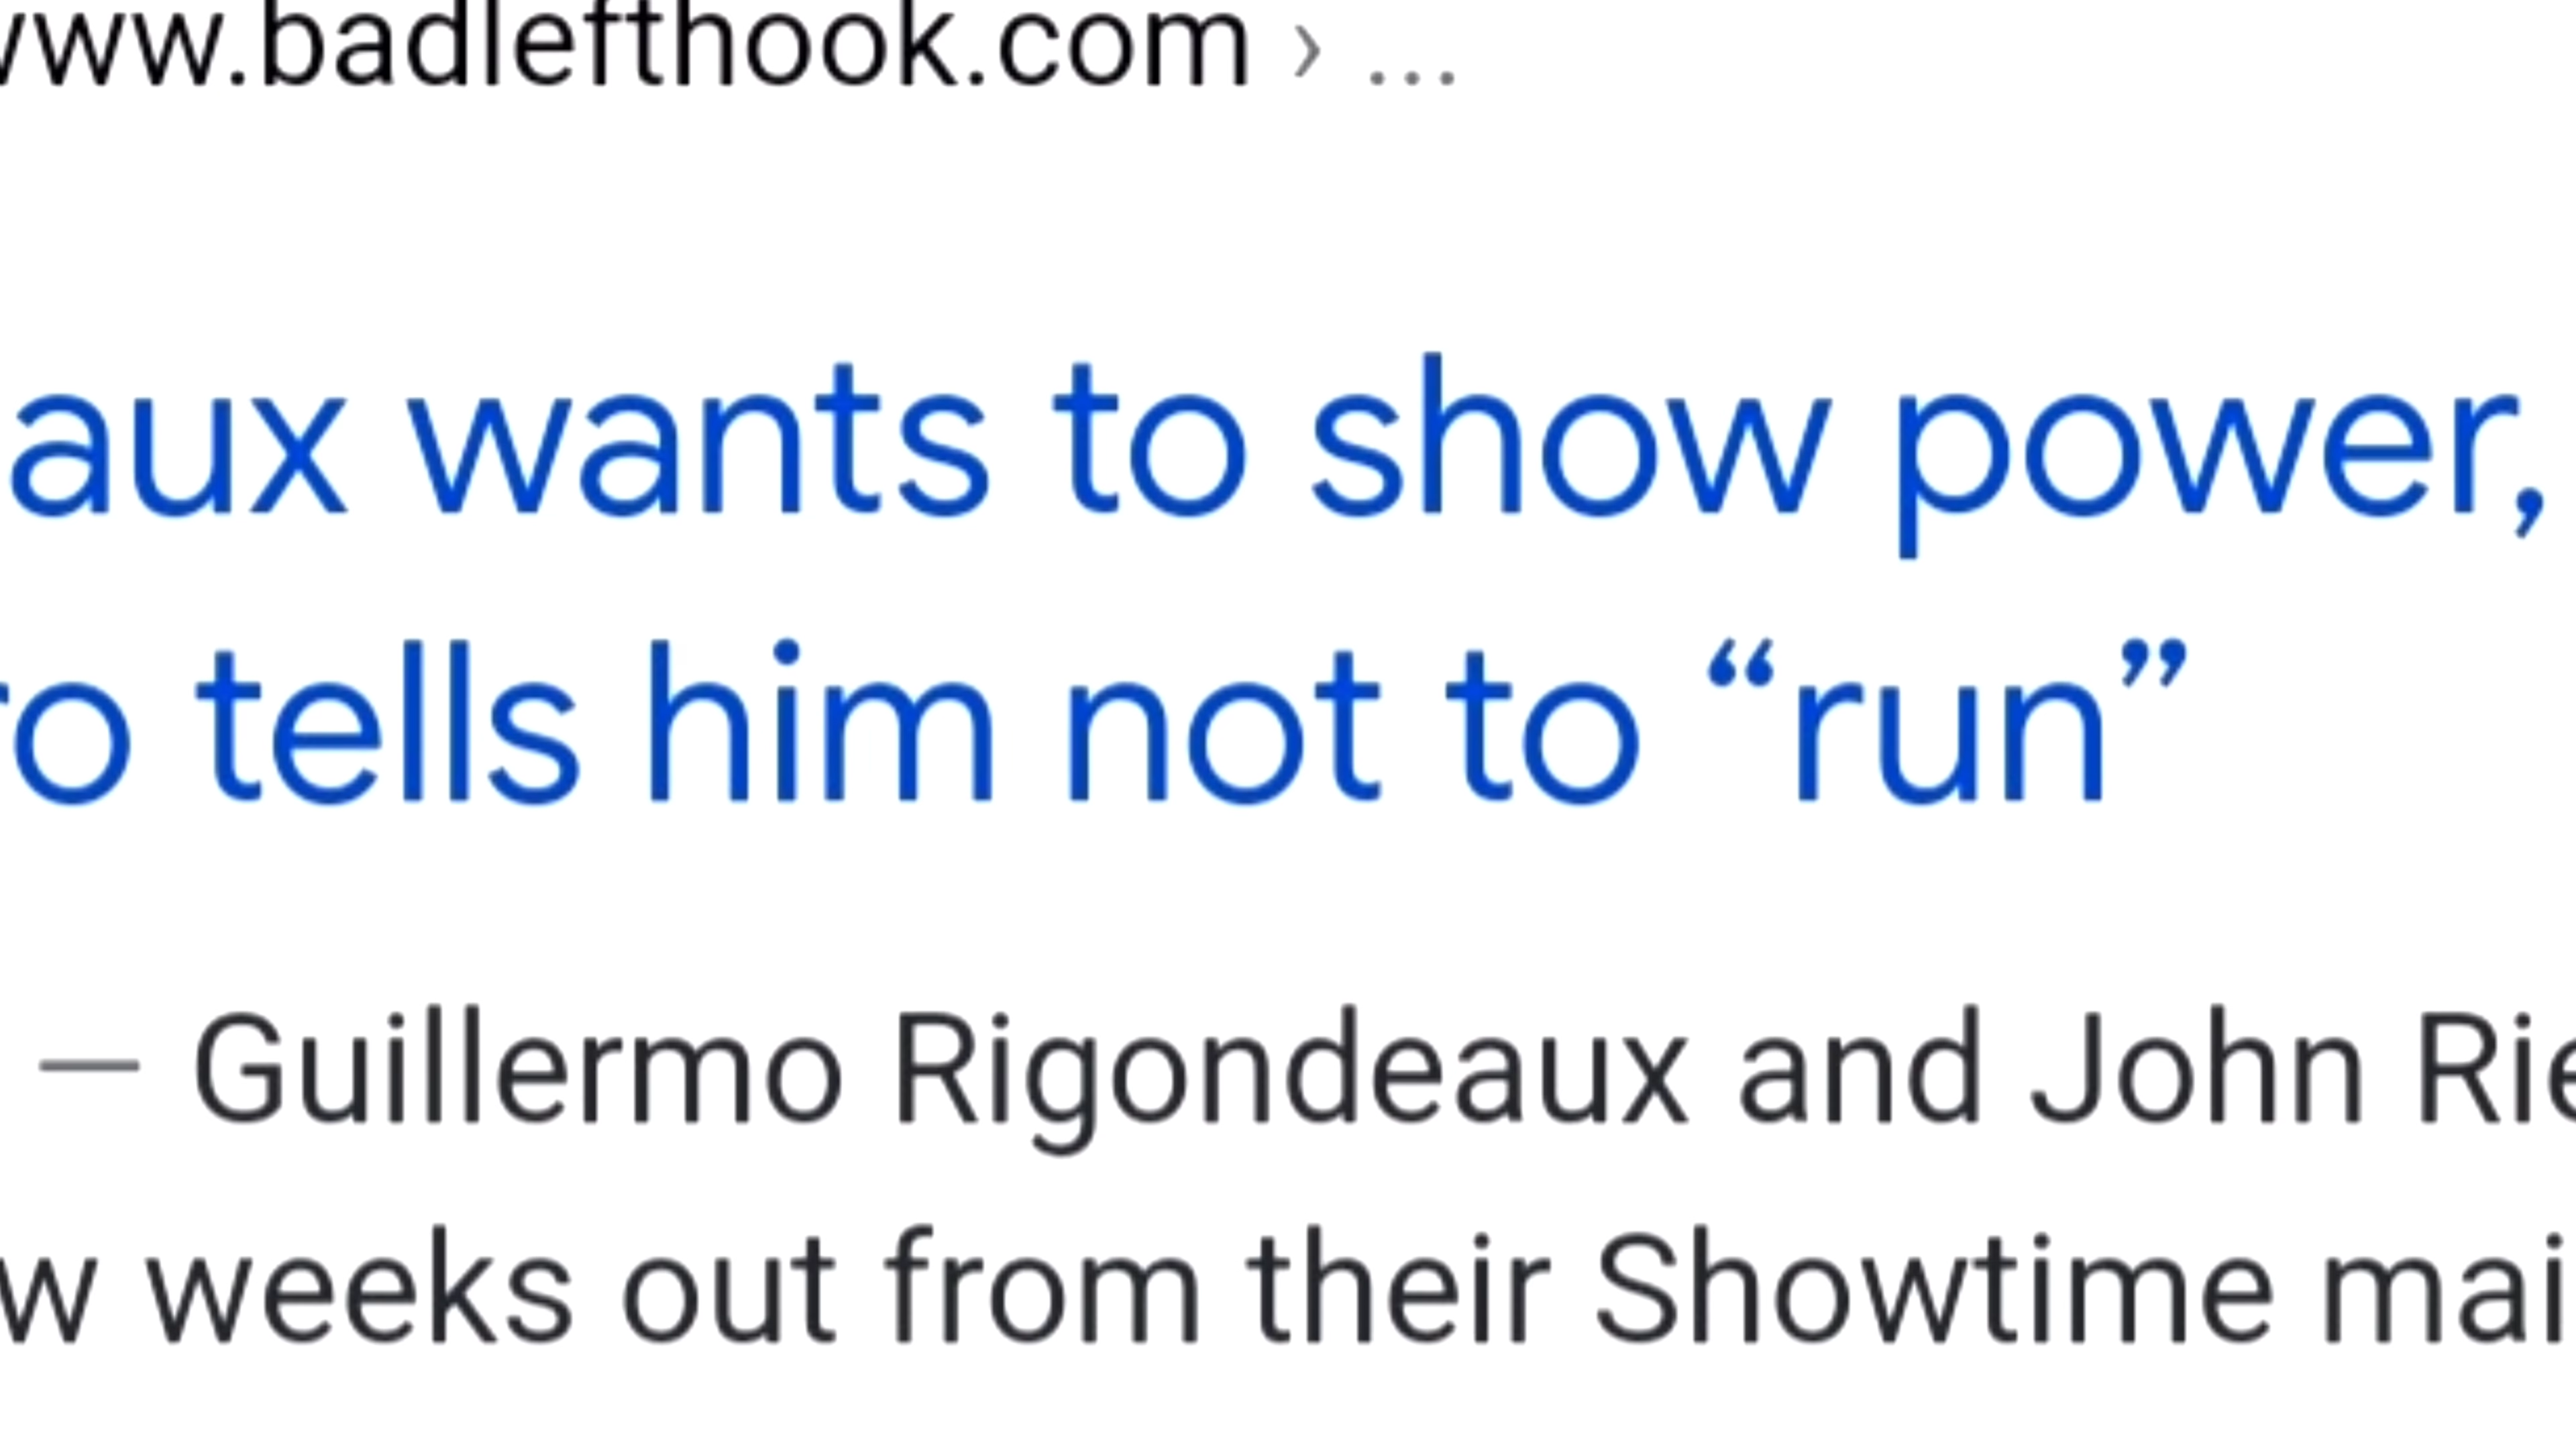 www.badlefthook.com › ...
aux wants to show power,
ro tells him not to “run”
— Guillermo Rigondeaux and John Rie
w weeks out from their Showtime mai